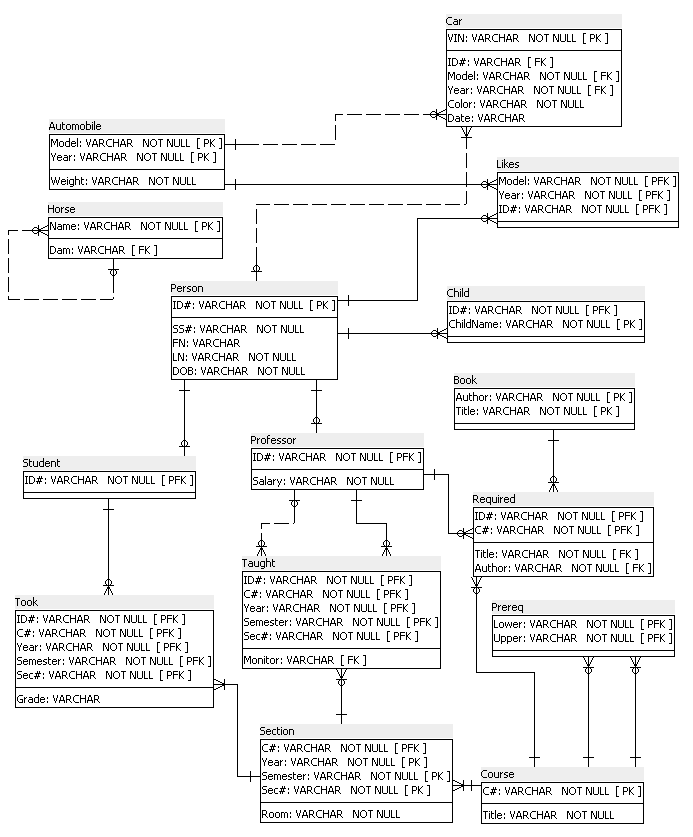 Car
VIN: VARCHAR NOT NULL [ PK ]
ID#: VARCHAR [ FK ]
Model: VARCHAR NOT NULL [ FK ]
Year: VARCHAR NOT NULL [ FK ]
Color: VARCHAR NOT NULL
Date: VARCHAR
Automobile
Model: VARCHAR NOT NULL [ PK ]
Year: VARCHAR NOT NULL [ PK ]
Weight: VARCHAR NOT NULL
Likes
Model: VARCHAR NOT NULL [ PFK ]
Year: VARCHAR NOT NULL [ PFK ]
ID#: VARCHAR NOT NULL [ PFK ]
Horse
Name: VARCHAR NOT NULL [ PK ]
Dam: VARCHAR [ FK ]
Person
ID#: VARCHAR NOT NULL [ PK ]
SS#: VARCHAR NOT NULL
FN: VARCHAR
LN: VARCHAR NOT NULL
DOB: VARCHAR NOT NULL
Child
ID#: VARCHAR NOT NULL [ PFK ]
ChildName: VARCHAR NOT NULL [ PK ]
Book
Author: VARCHAR NOT NULL [ PK ]
Title: VARCHAR NOT NULL [ PK ]
Professor
ID#: VARCHAR NOT NULL [ PFK ]
Salary: VARCHAR NOT NULL
Student
ID#: VARCHAR NOT NULL [ PFK ]
Required
ID#: VARCHAR NOT NULL [ PFK ]
C#: VARCHAR NOT NULL [ PFK ]
Title: VARCHAR NOT NULL [ FK ]
Author: VARCHAR NOT NULL [ FK ]
Taught
ID#: VARCHAR NOT NULL [ PFK ]
C#: VARCHAR NOT NULL [ PFK ]
Year: VARCHAR NOT NULL [ PFK ]
Semester: VARCHAR NOT NULL [ PFK ]
Sec#: VARCHAR NOT NULL [ PFK ]
Monitor: VARCHAR [ FK ]
Took
ID#: VARCHAR NOT NULL [ PFK ]
C#: VARCHAR NOT NULL [ PFK ]
Year: VARCHAR NOT NULL [ PFK ]
Semester: VARCHAR NOT NULL [ PFK ]
Sec#: VARCHAR NOT NULL [ PFK ]
Grade: VARCHAR
Prereq
Lower: VARCHAR NOT NULL [ PFK ]
Upper: VARCHAR NOT NULL [ PFK ]
Section
C#: VARCHAR NOT NULL [ PFK ]
Year: VARCHAR NOT NULL [ PK ]
Semester: VARCHAR NOT NULL [ PK ]
Sec#: VARCHAR NOT NULL [ PK ]
Room: VARCHAR NOT NULL
Course
C#: VARCHAR NOT NULL [ PK ]
Title: VARCHAR NOT NULL